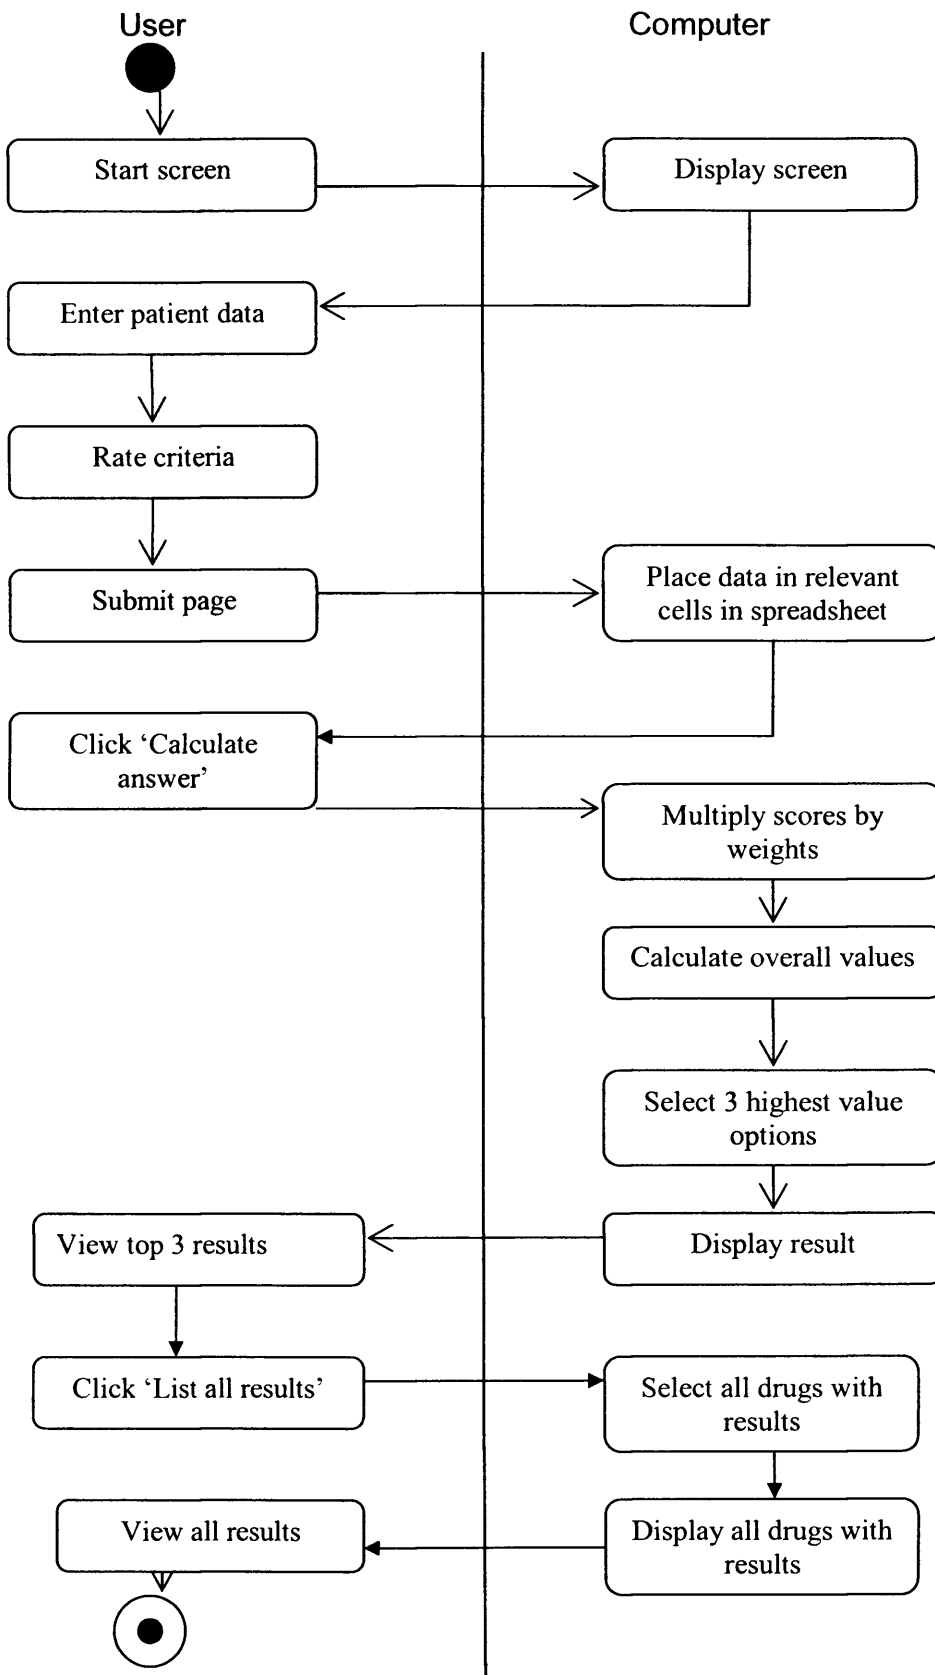 User
Computer
Start screen
Display screen
Enter patient data
Rate criteria
Submit page
Place data in relevant
cells in spreadsheet
Click ‘Calculate
answer’
Multiply scores by
weights
Calculate overall values
Select 3 highest value
options
View top 3 results
Display result
Click ‘List all results’
Select all drugs with
results
View all results
Display all drugs with
results